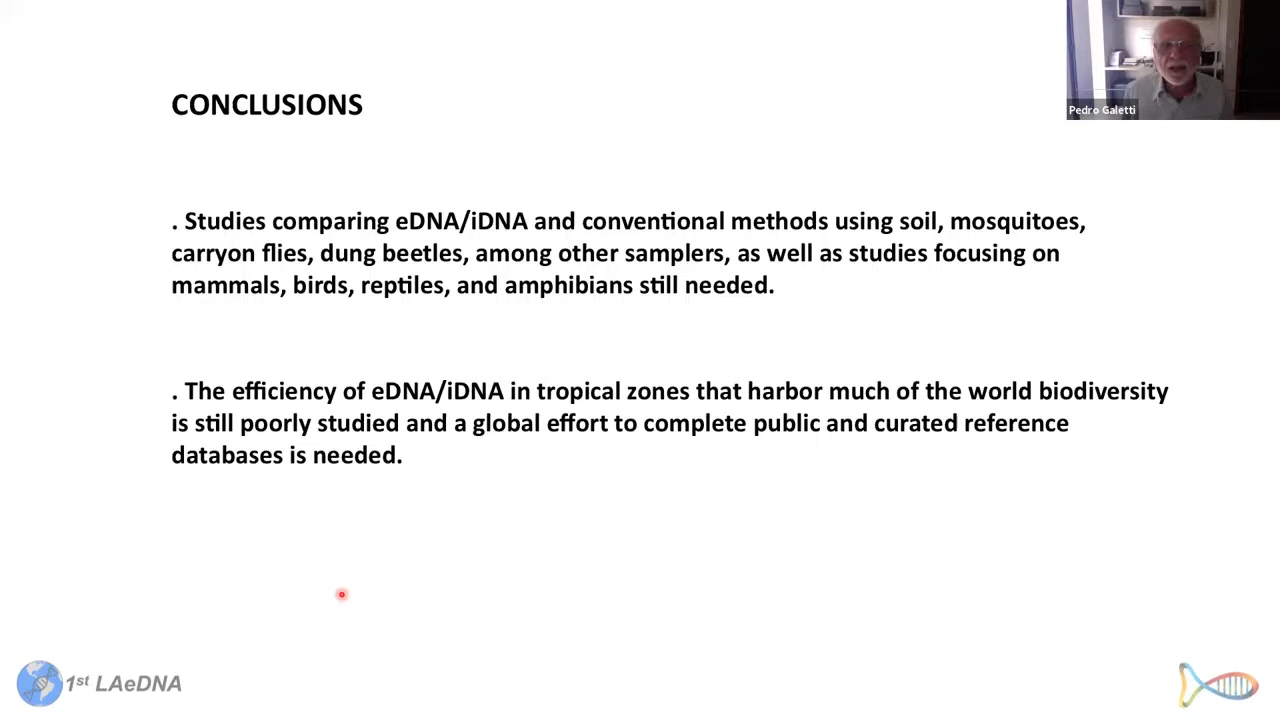 Pedro Galetti
CONCLUSIONS
. Studies comparing eDNA/iDNA and conventional methods using soil, mosquitoes,
carryon flies, dung beetles, among other samplers, as well as studies focusing on
mammals, birds, reptiles, and amphibians still needed.
. The efficiency of eDNA/iDNA in tropical zones that harbor much of the world biodiversity
is still poorly studied and a global effort to complete public and curated reference
databases is needed.
1st LAeDNA